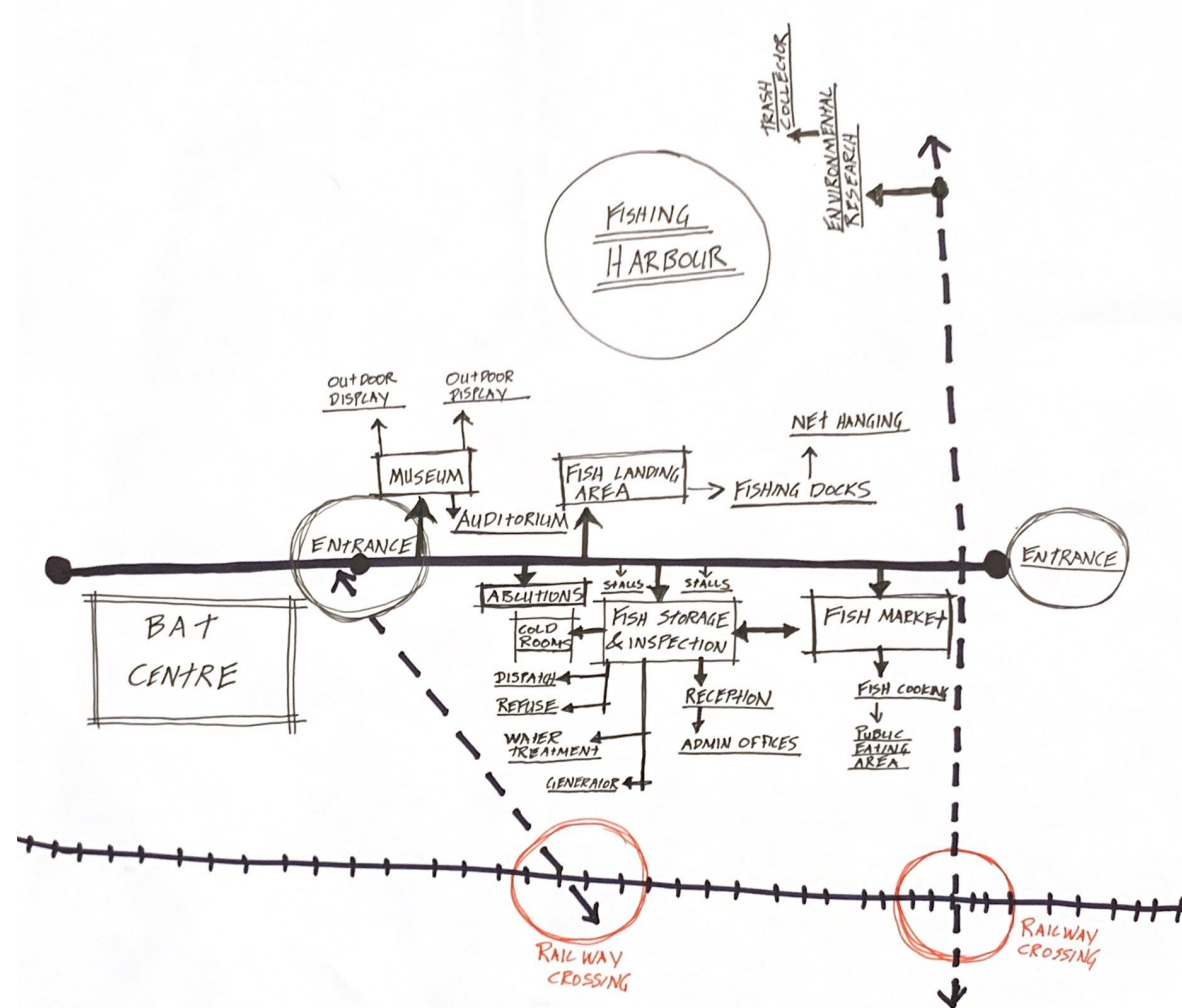 TRASH
COLLECTOR
ENVIRONMENTAL
RESEARCH
FISHING
HARBOUR
OUTDOOR
DISPLAY
OUTDOOR
DISPLAY
MUSEUM
AUDITORIUM
FISH LANDING
AREA
FISHING DOCKS
NET HANGING
ENTRANCE
ENTRANCE
BAT
CENTRE
ABLUTIONS
STALLS
STALLS
FISH STORAGE
& INSPECTION
COLD
ROOMS
DISPATCH
REFUSE
WATER
TREATMENT
GENERATOR
RECEPTION
ADMIN OFFICES
FISH MARKET
FISH COOKING
PUBLIC
EATING
AREA
RAILWAY
CROSSING
RAILWAY
CROSSING